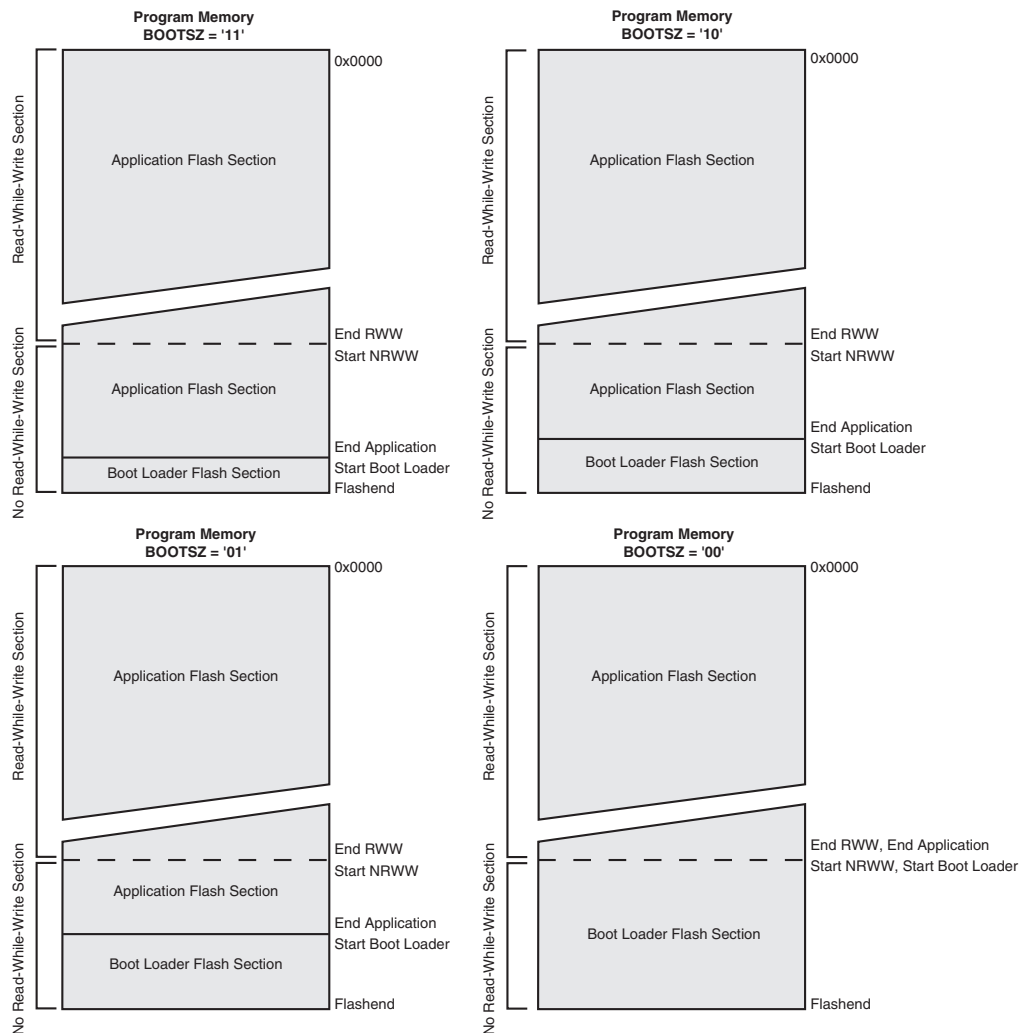 Program Memory
BOOTSZ = '11'
0x0000
Read-While-Write Section
Application Flash Section
End RWW
Start NRWW
No Read-While-Write Section
Application Flash Section
End Application
Start Boot Loader
Boot Loader Flash Section
Flashend
Program Memory
BOOTSZ = '10'
0x0000
Read-While-Write Section
Application Flash Section
End RWW
Start NRWW
No Read-While-Write Section
Application Flash Section
End Application
Start Boot Loader
Boot Loader Flash Section
Flashend
Program Memory
BOOTSZ = '01'
0x0000
Read-While-Write Section
Application Flash Section
End RWW
Start NRWW
No Read-While-Write Section
Application Flash Section
End Application
Start Boot Loader
Boot Loader Flash Section
Flashend
Program Memory
BOOTSZ = '00'
0x0000
Read-While-Write Section
Application Flash Section
End RWW, End Application
Start NRWW, Start Boot Loader
No Read-While-Write Section
Boot Loader Flash Section
Flashend